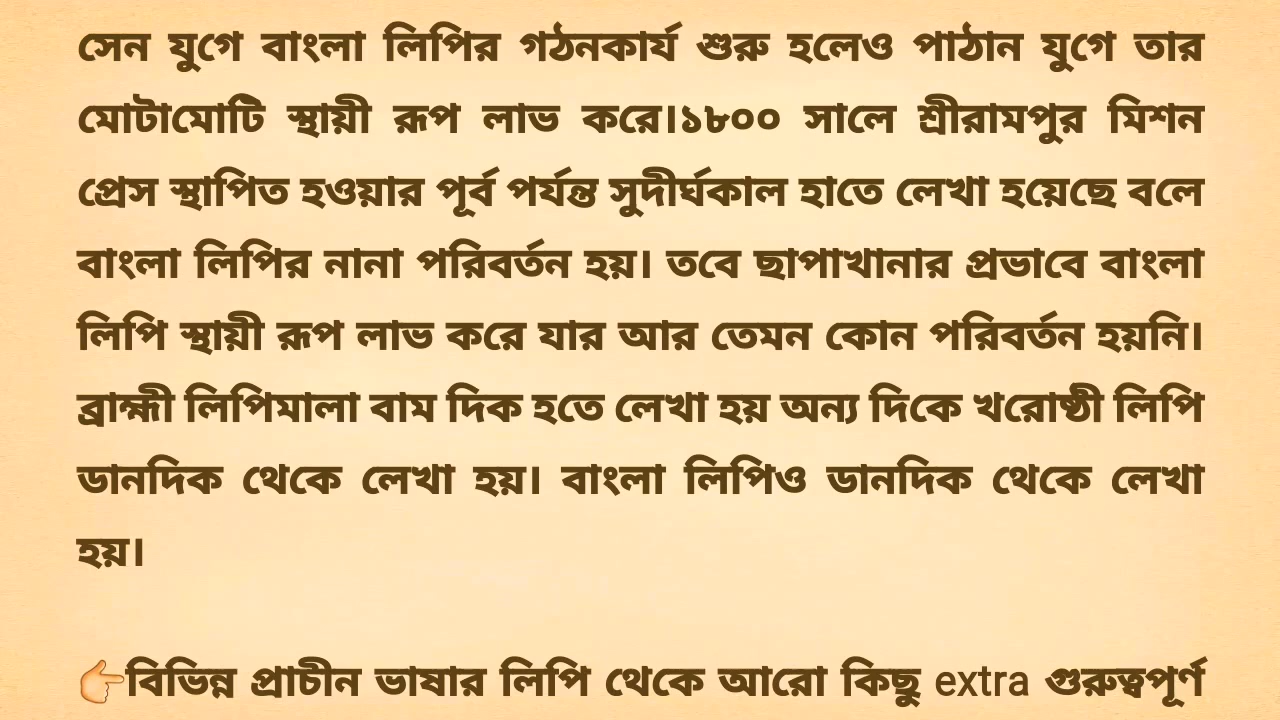 সেন যুগে বাংলা লিপির গঠনকার্য শুরু হলেও পাঠান যুগে তার
মোটামোটি স্থায়ী রূপ লাভ করে।১৮০০ সালে শ্রীরামপুর মিশন
প্রেস স্থাপিত হওয়ার পূর্ব পর্যন্ত সুদীর্ঘকাল হাতে লেখা হয়েছে বলে
বাংলা লিপির নানা পরিবর্তন হয়। তবে ছাপাখানার প্রভাবে বাংলা
লিপি স্থায়ী রূপ লাভ করে যার আর তেমন কোন পরিবর্তন হয়নি।
ব্রাহ্মী লিপিমালা বাম দিক হতে লেখা হয় অন্য দিকে খরোষ্ঠী লিপি
ডানদিক থেকে লেখা হয়। বাংলা লিপিও ডানদিক থেকে লেখা
হয়।
👉বিভিন্ন প্রাচীন ভাষার লিপি থেকে আরো কিছু extra গুরুত্বপূর্ণ